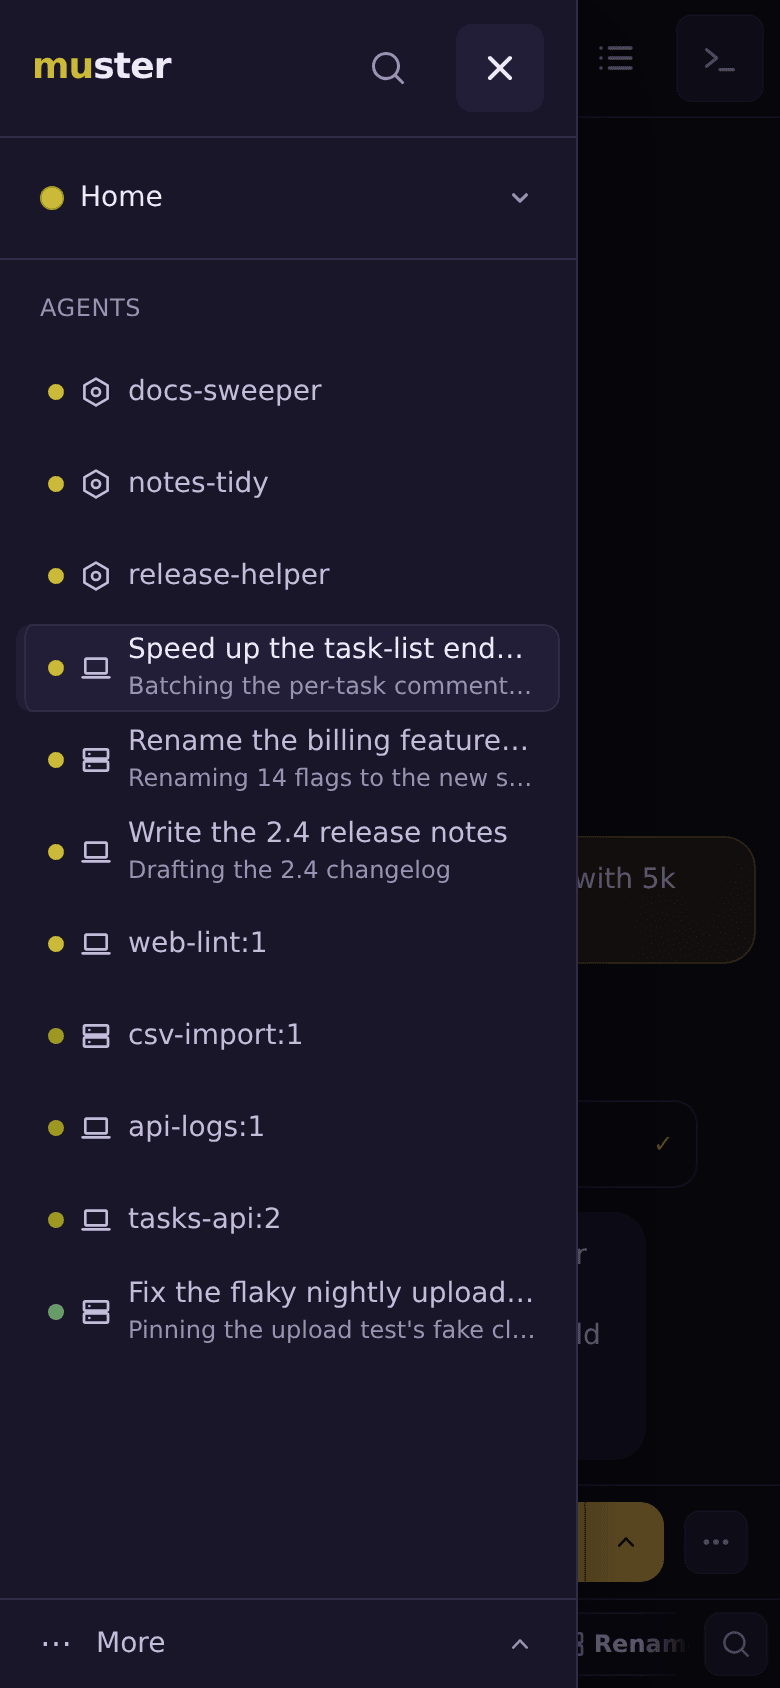 muster
Home
AGENTS
docs-sweeper
notes-tidy
release-helper
Speed up the task-list end…
Batching the per-task comment…
Rename the billing feature…
Renaming 14 flags to the new s…
Write the 2.4 release notes
Drafting the 2.4 changelog
web-lint:1
csv-import:1
api-logs:1
tasks-api:2
Fix the flaky nightly upload…
Pinning the upload test's fake cl…
More
with 5k
r
ld
Renam